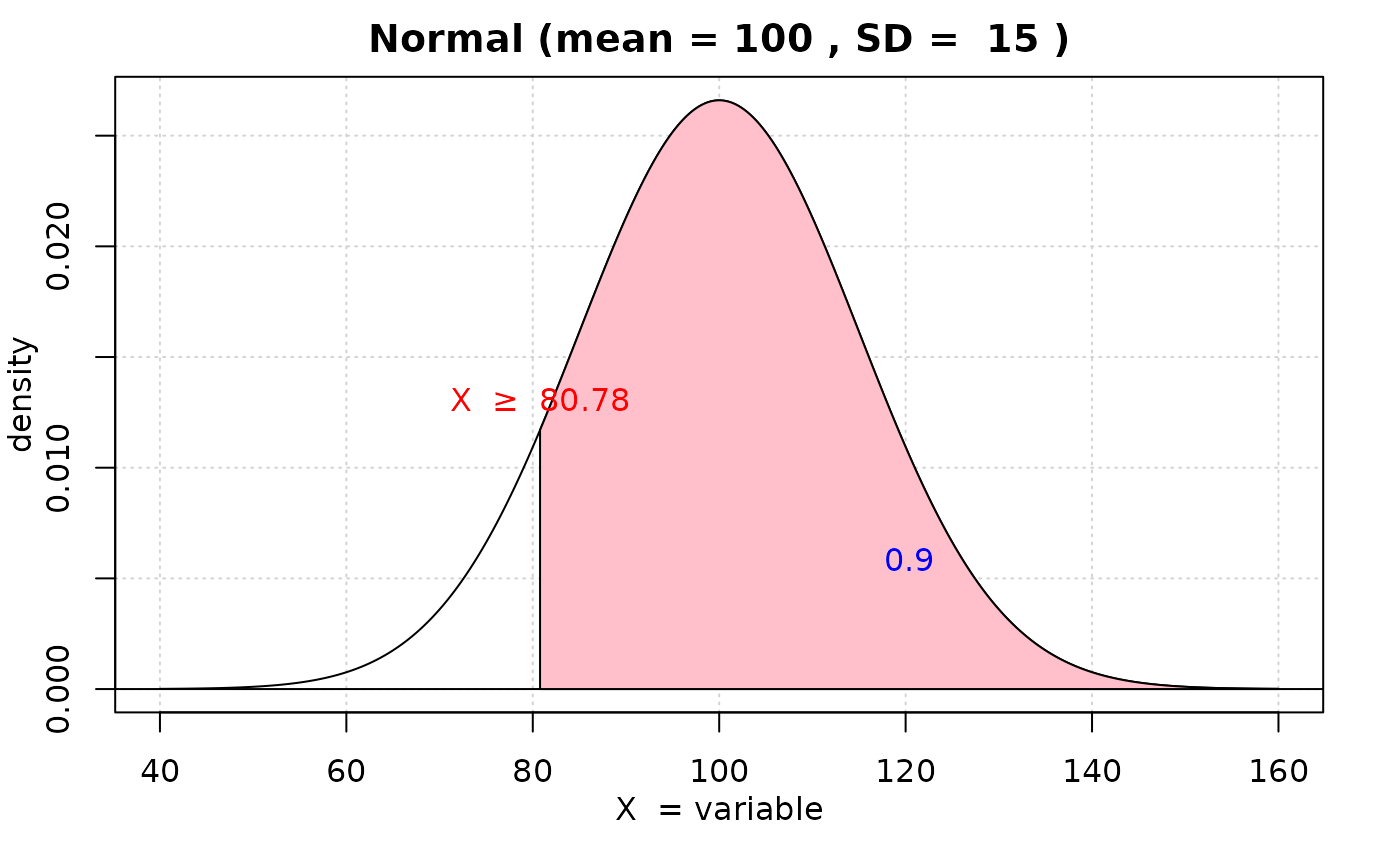 Normal (mean = 100 , SD =  15 )
density
0.020
0.010
0.000
X  ≥  80.78
0.9
40 60 80 100 120 140 160
X  = variable